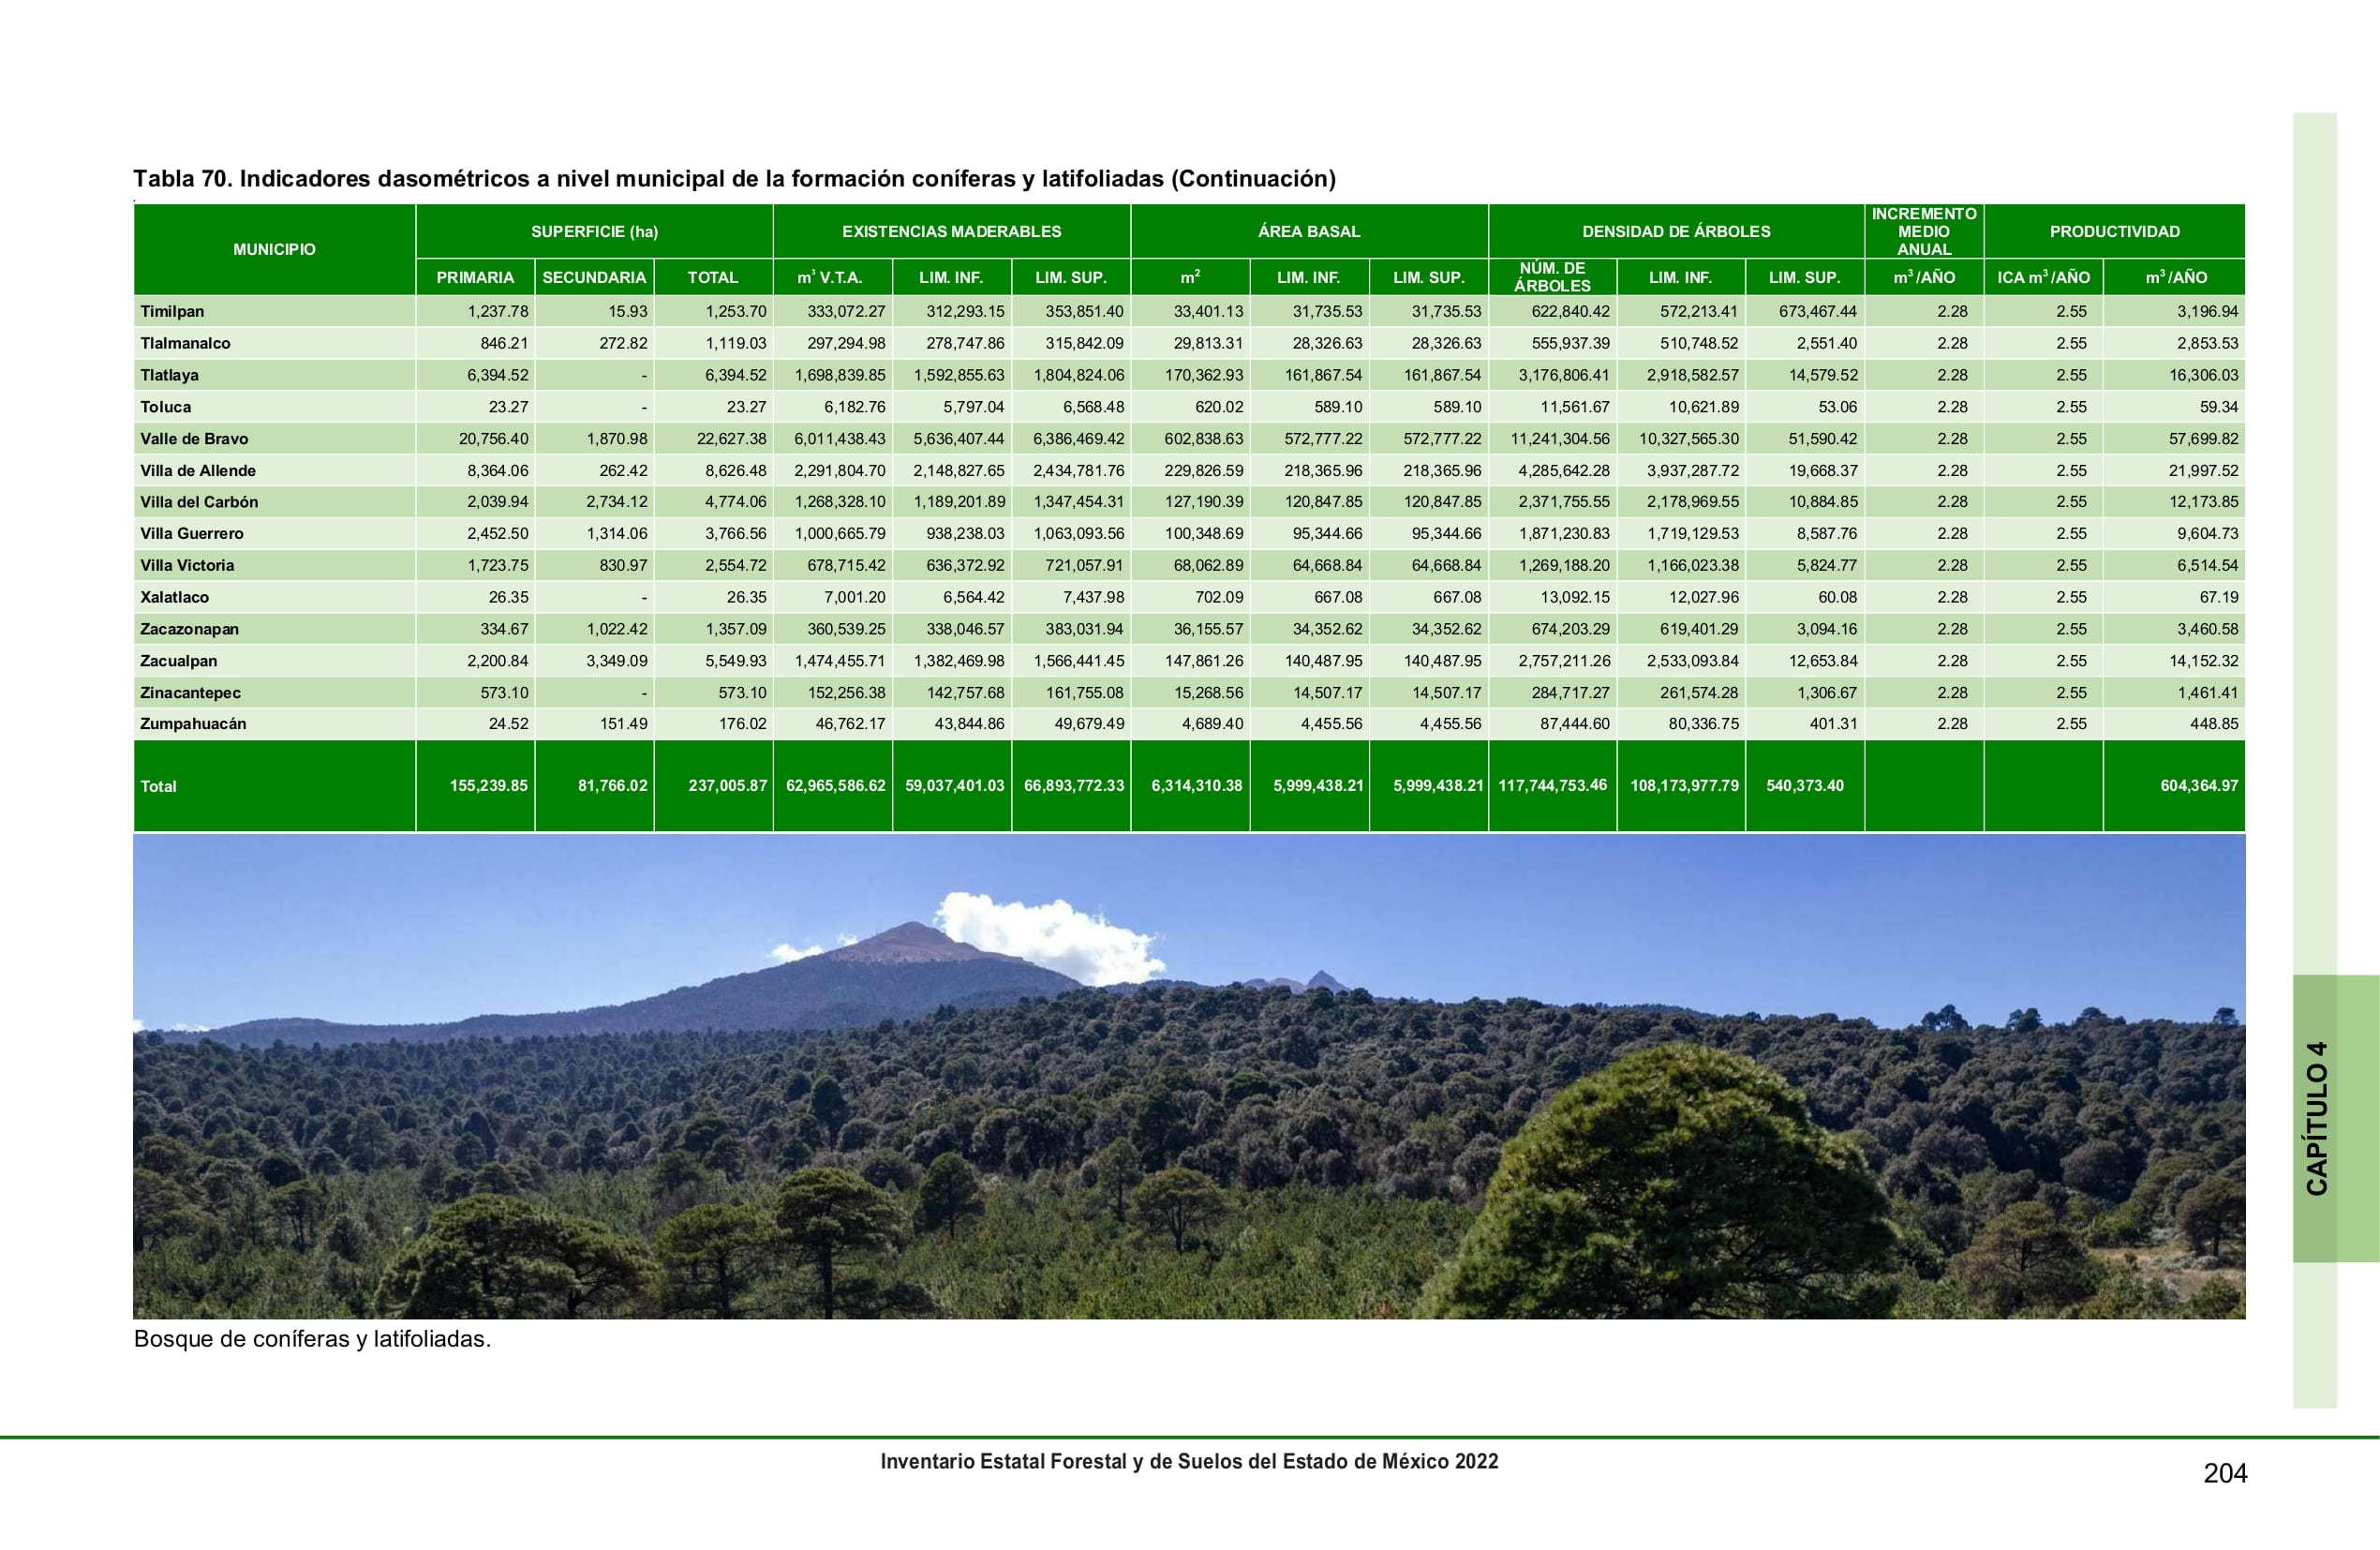 Tabla 70. Indicadores dasométricos a nivel municipal de la formación coníferas y latifoliadas (Continuación)
MUNICIPIO SUPERFICIE (ha) EXISTENCIAS MADERABLES ÁREA BASAL DENSIDAD DE ÁRBOLES INCREMENTO MEDIO ANUAL PRODUCTIVIDAD
PRIMARIA SECUNDARIA TOTAL m³ V.T.A. LIM. INF. LIM. SUP. m² LIM. INF. LIM. SUP. NÚM. DE ÁRBOLES LIM. INF. LIM. SUP. m³/AÑO ICA m³/AÑO m³/AÑO
Timilpan 1,237.78 15.93 1,253.70 333,072.27 312,293.15 353,851.40 33,401.13 31,735.53 31,735.53 622,840.42 572,213.41 673,467.44 2.28 2.55 3,196.94
Tlalmanalco 846.21 272.82 1,119.03 297,294.98 278,747.86 315,842.09 29,813.31 28,326.63 28,326.63 555,937.39 510,748.52 2,551.40 2.28 2.55 2,853.53
Tlatlaya 6,394.52 - 6,394.52 1,698,839.85 1,592,855.63 1,804,824.06 170,362.93 161,867.54 161,867.54 3,176,806.41 2,918,582.57 14,579.52 2.28 2.55 16,306.03
Toluca 23.27 - 23.27 6,182.76 5,797.04 6,568.48 620.02 589.10 589.10 11,561.67 10,621.89 53.06 2.28 2.55 59.34
Valle de Bravo 20,756.40 1,870.98 22,627.38 6,011,438.43 5,636,407.44 6,386,469.42 602,838.63 572,777.22 572,777.22 11,241,304.56 10,327,565.30 51,590.42 2.28 2.55 57,699.82
Villa de Allende 8,364.06 262.42 8,626.48 2,291,804.70 2,148,827.65 2,434,781.76 229,826.59 218,365.96 218,365.96 4,285,642.28 3,937,287.72 19,668.37 2.28 2.55 21,997.52
Villa del Carbón 2,039.94 2,734.12 4,774.06 1,268,328.10 1,189,201.89 1,347,454.31 127,190.39 120,847.85 120,847.85 2,371,755.55 2,178,969.55 10,884.85 2.28 2.55 12,173.85
Villa Guerrero 2,452.50 1,314.06 3,766.56 1,000,665.79 938,238.03 1,063,093.56 100,348.69 95,344.66 95,344.66 1,871,230.83 1,719,129.53 8,587.76 2.28 2.55 9,604.73
Villa Victoria 1,723.75 830.97 2,554.72 678,715.42 636,372.92 721,057.91 68,062.89 64,668.84 64,668.84 1,269,188.20 1,166,023.38 5,824.77 2.28 2.55 6,514.54
Xalatlaco 26.35 - 26.35 7,001.20 6,564.42 7,437.98 702.09 667.08 667.08 13,092.15 12,027.96 60.08 2.28 2.55 67.19
Zacazonapan 334.67 1,022.42 1,357.09 360,539.25 338,046.57 383,031.94 36,155.57 34,352.62 34,352.62 674,203.29 619,401.29 3,094.16 2.28 2.55 3,460.58
Zacualpan 2,200.84 3,349.09 5,549.93 1,474,455.71 1,382,469.98 1,566,441.45 147,861.26 140,487.95 140,487.95 2,757,211.26 2,533,093.84 12,653.84 2.28 2.55 14,152.32
Zinacantepec 573.10 - 573.10 152,256.38 142,757.68 161,755.08 15,268.56 14,507.17 14,507.17 284,717.27 261,574.28 1,306.67 2.28 2.55 1,461.41
Zumpahuacán 24.52 151.49 176.02 46,762.17 43,844.86 49,679.49 4,689.40 4,455.56 4,455.56 87,444.60 80,336.75 401.31 2.28 2.55 448.85
Total 155,239.85 81,766.02 237,005.87 62,965,586.62 59,037,401.03 66,893,772.33 6,314,310.38 5,999,438.21 5,999,438.21 117,744,753.46 108,173,977.79 540,373.40 604,364.97
Bosque de coníferas y latifoliadas.
CAPÍTULO 4
Inventario Estatal Forestal y de Suelos del Estado de México 2022
204